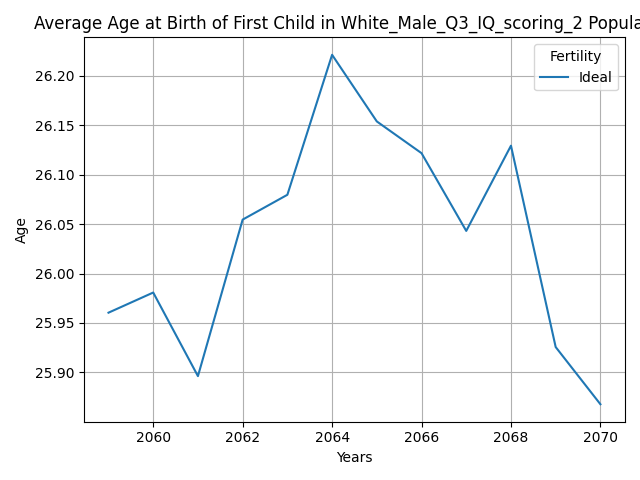 Average Age at Birth of First Child in White_Male_Q3_IQ_scoring_2 Popula
Fertility
Ideal
26.20
26.15
26.10
26.05
26.00
25.95
25.90
Age
2060 2062 2064 2066 2068 2070
Years